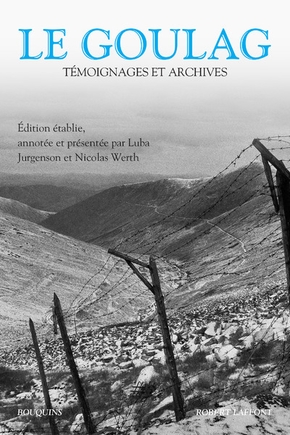 LE GOULAG
TÉMOIGNAGES ET ARCHIVES
Édition établie,
annotée et présentée par Luba
Jurgenson et Nicolas Werth
BOUQUINS
ROBERT LAFFONT